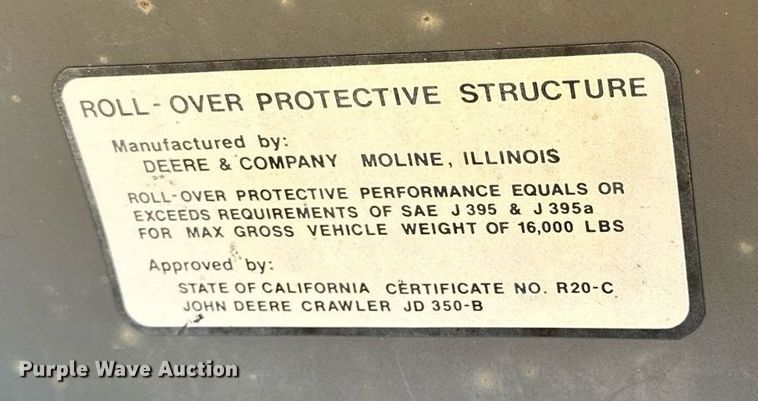 ROLL-OVER PROTECTIVE STRUCTURE
Manufactured by:
DEERE & COMPANY MOLINE, ILLINOIS
ROLL-OVER PROTECTIVE PERFORMANCE EQUALS OR
EXCEEDS REQUIREMENTS OF SAE J395 & J395a
FOR MAX GROSS VEHICLE WEIGHT OF 16,000 LBS
Approved by:
STATE OF CALIFORNIA CERTIFICATE NO. R20-C
JOHN DEERE CRAWLER JD 350-B
Purple Wave Auction